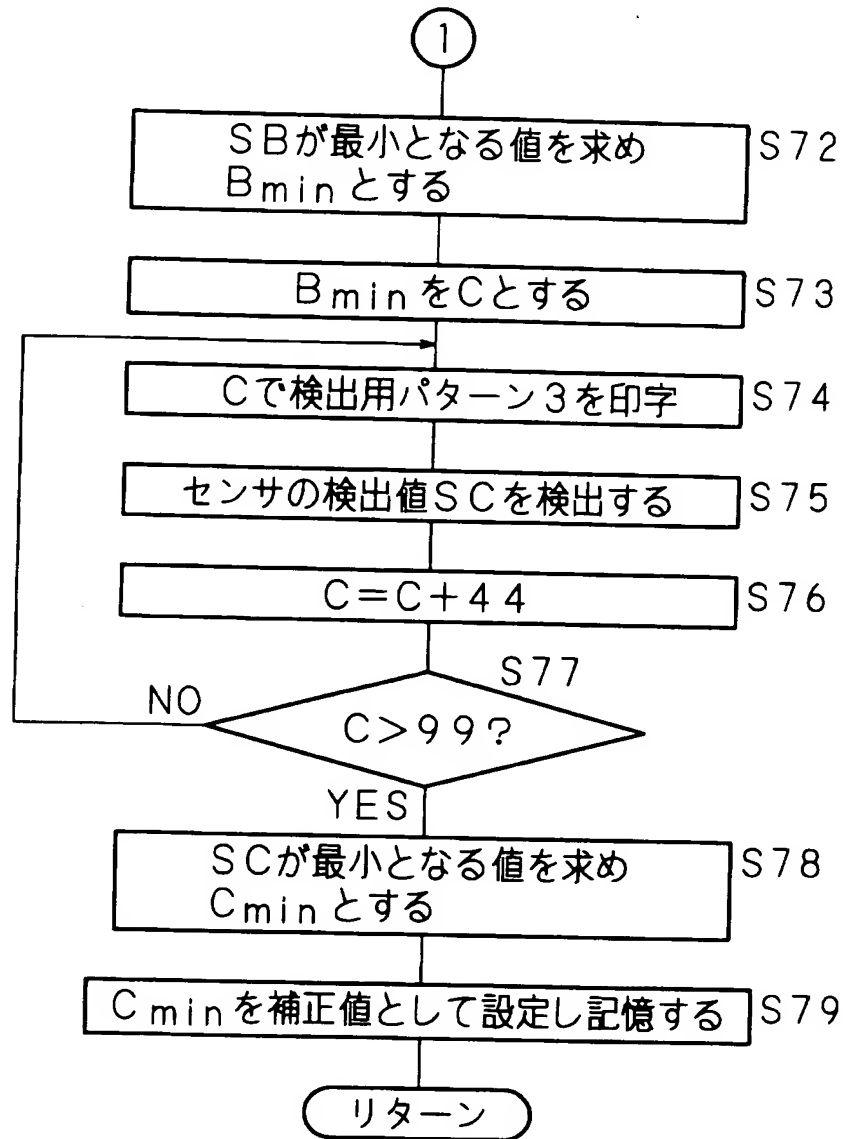 1
SBが最小となる値を求め
Bminとする
S72
BminをCとする
S73
Cで検出用パターン3を印字
S74
センサの検出値SCを検出する
S75
C=C+44
S76
S77
NO
C>99?
YES
SCが最小となる値を求め
Cminとする
S78
Cminを補正値として設定し記憶する
S79
リターン